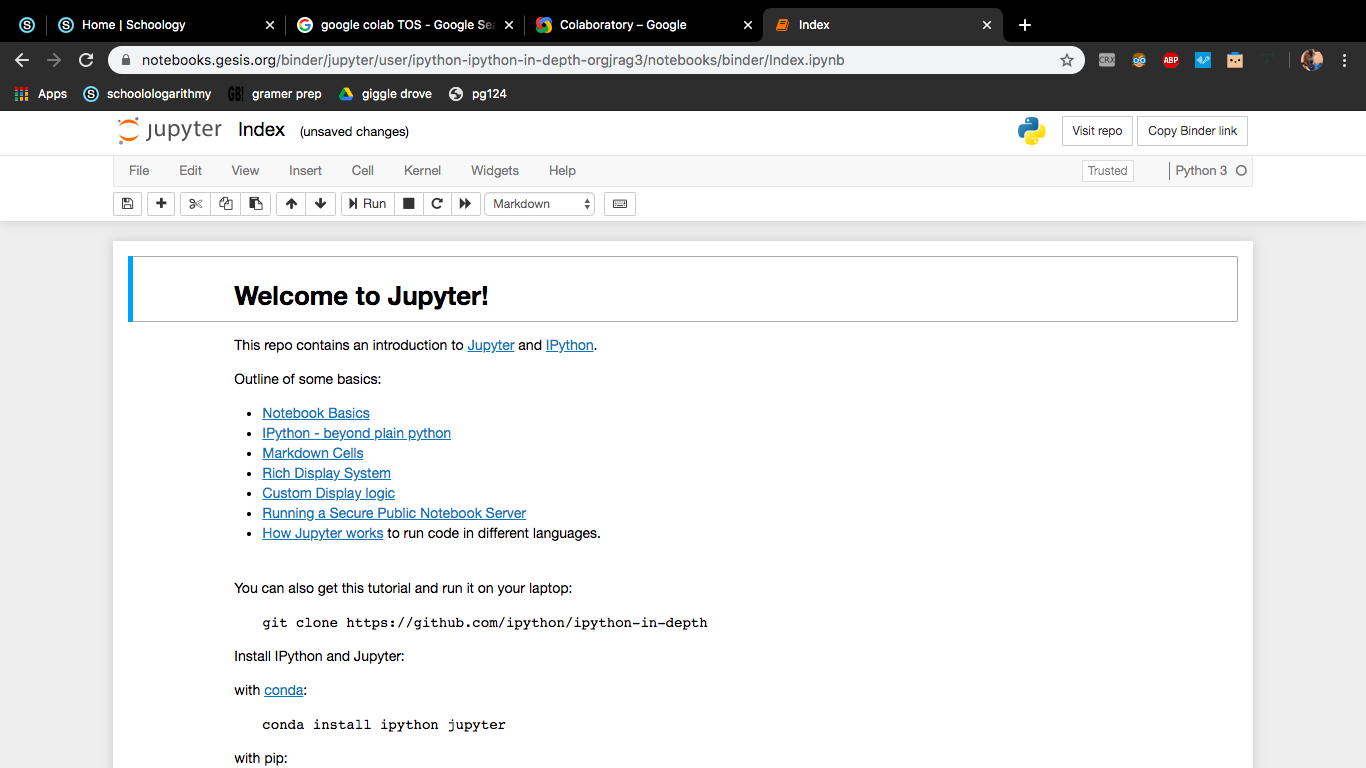 Home | Schoology
google colab TOS - Google Sea
Colaboratory – Google
Index
notebooks.gesis.org/binder/jupyter/user/ipython-ipython-in-depth-orgjrag3/notebooks/binder/Index.ipynb
CRX
ABP
Apps
schoolologarithmy
GB!
gramer prep
giggle drove
pg124
jupyter Index (unsaved changes)
Visit repo
Copy Binder link
File Edit View Insert Cell Kernel Widgets Help
Trusted
Python 3
Run
Markdown
Welcome to Jupyter!
This repo contains an introduction to Jupyter and IPython.
Outline of some basics:
• Notebook Basics
• IPython - beyond plain python
• Markdown Cells
• Rich Display System
• Custom Display logic
• Running a Secure Public Notebook Server
• How Jupyter works to run code in different languages.
You can also get this tutorial and run it on your laptop:
git clone https://github.com/ipython/ipython-in-depth
Install IPython and Jupyter:
with conda:
conda install ipython jupyter
with pip: